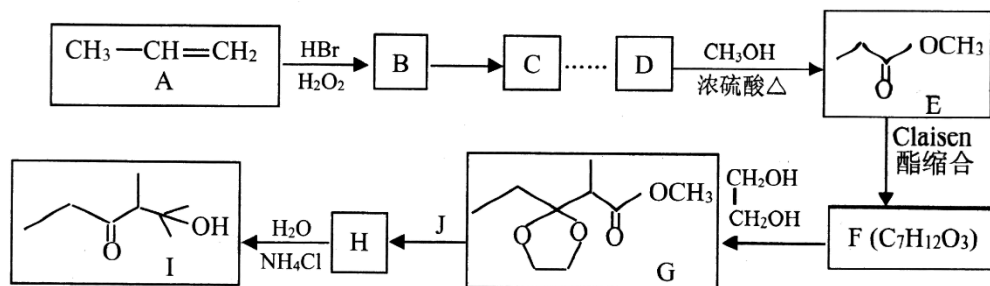 CH₃—CH=CH₂
A
HBr
H₂O₂
B
C
……
D
CH₃OH
浓硫酸△
OCH₃
O
E
Claisen
酯缩合
F (C₇H₁₂O₃)
CH₂OH
CH₂OH
OCH₃
O
O
O
G
J
H
H₂O
NH₄Cl
OH
O
I